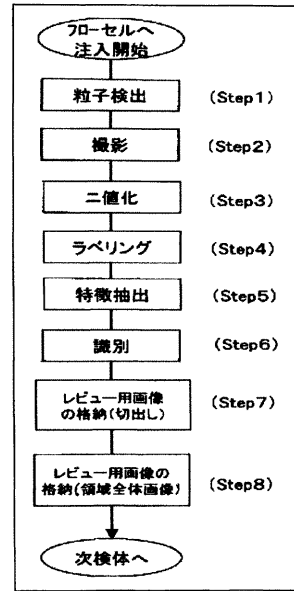 フローセルへ
注入開始
粒子検出 (Step1)
撮影 (Step2)
二値化 (Step3)
ラベリング (Step4)
特徴抽出 (Step5)
識別 (Step6)
レビュー用画像
の格納(切出し) (Step7)
レビュー用画像の
格納(領域全体画像) (Step8)
次検体へ